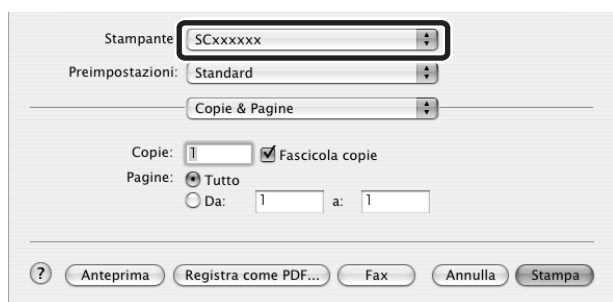 Stampante SCxxxxxx
Preimpostazioni: Standard
Copie & Pagine
Copie: 1 Fascicola copie
Pagine: Tutto
Da: 1 a: 1
? Anteprima Registra come PDF... Fax Annulla Stampa